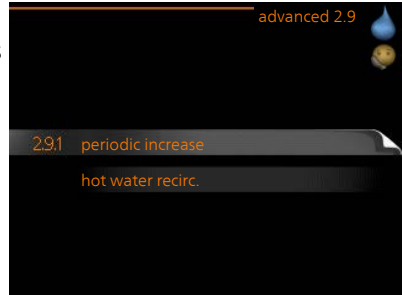 advanced 2.9
2.9.1 periodic increase
hot water recirc.